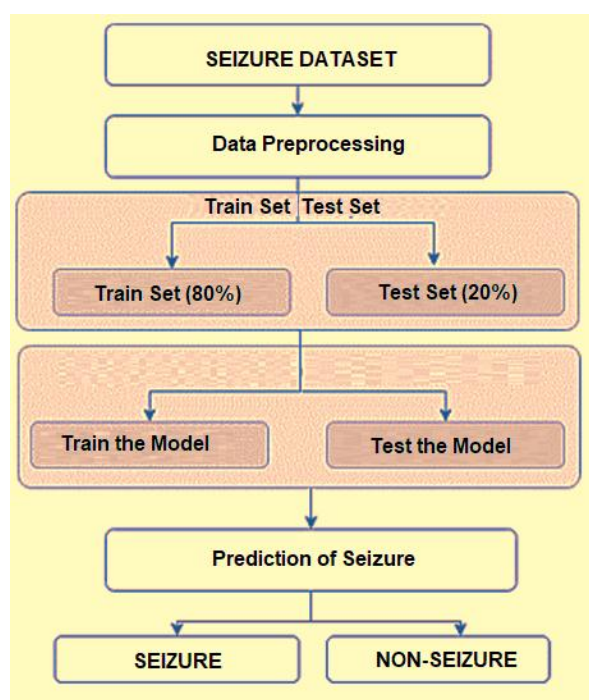 SEIZURE DATASET
Data Preprocessing
Train Set Test Set
Train Set (80%)
Test Set (20%)
Train the Model
Test the Model
Prediction of Seizure
SEIZURE
NON-SEIZURE